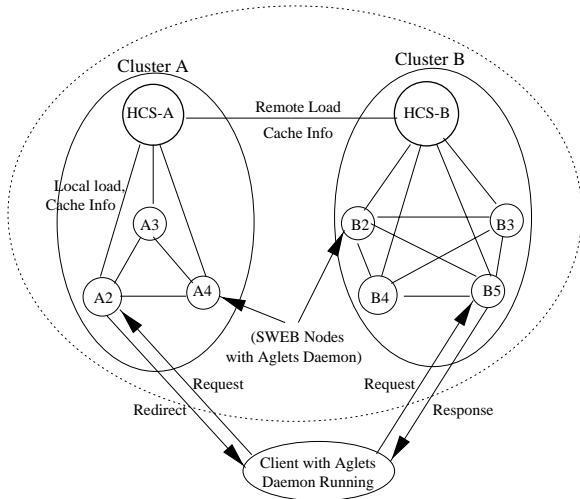 Cluster A
Cluster B
HCS-A
Remote Load
HCS-B
Cache Info
Local load,
Cache Info
A3
B2
B3
A2
A4
B4
B5
(SWEB Nodes
with Aglets
Daemon)
Request
Request
Redirect
Response
Client with Aglets
Daemon Running